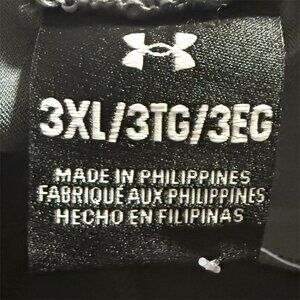 3XL/3TG/3EG
MADE IN PHILIPPINES
FABRIQUÉ AUX PHILIPPINES
HECHO EN FILIPINAS